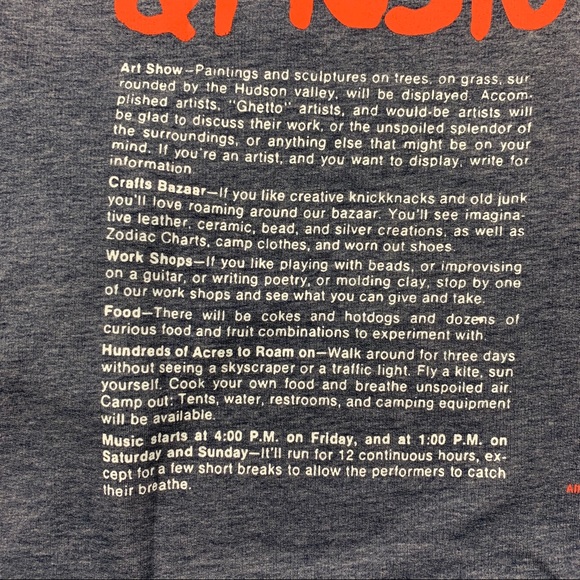 & MUSIC
Art Show—Paintings and sculptures on trees, on grass, sur
rounded by the Hudson valley, will be displayed. Accom-
plished artists, "Ghetto" artists, and would-be artists will
be glad to discuss their work, or the unspoiled splendor of
the surroundings, or anything else that might be on your
mind. If you're an artist, and you want to display, write for
information
Crafts Bazaar—If you like creative knickknacks and old junk
you'll love roaming around our bazaar. You'll see imagina-
tive leather, ceramic, bead, and silver creations, as well as
Zodiac Charts, camp clothes, and worn out shoes.
Work Shops—If you like playing with beads, or improvising
on a guitar, or writing poetry, or molding clay, stop by one
of our work shops and see what you can give and take.
Food—There will be cokes and hotdogs and dozens of
curious food and fruit combinations to experiment with.
Hundreds of Acres to Roam on—Walk around for three days
without seeing a skyscraper or a traffic light. Fly a kite, sun
yourself. Cook your own food and breathe unspoiled air.
Camp out: Tents, water, restrooms, and camping equipment
will be available.
Music starts at 4:00 P.M. on Friday, and at 1:00 P.M. on
Saturday and Sunday—It'll run for 12 continuous hours, ex-
cept for a few short breaks to allow the performers to catch
their breathe.